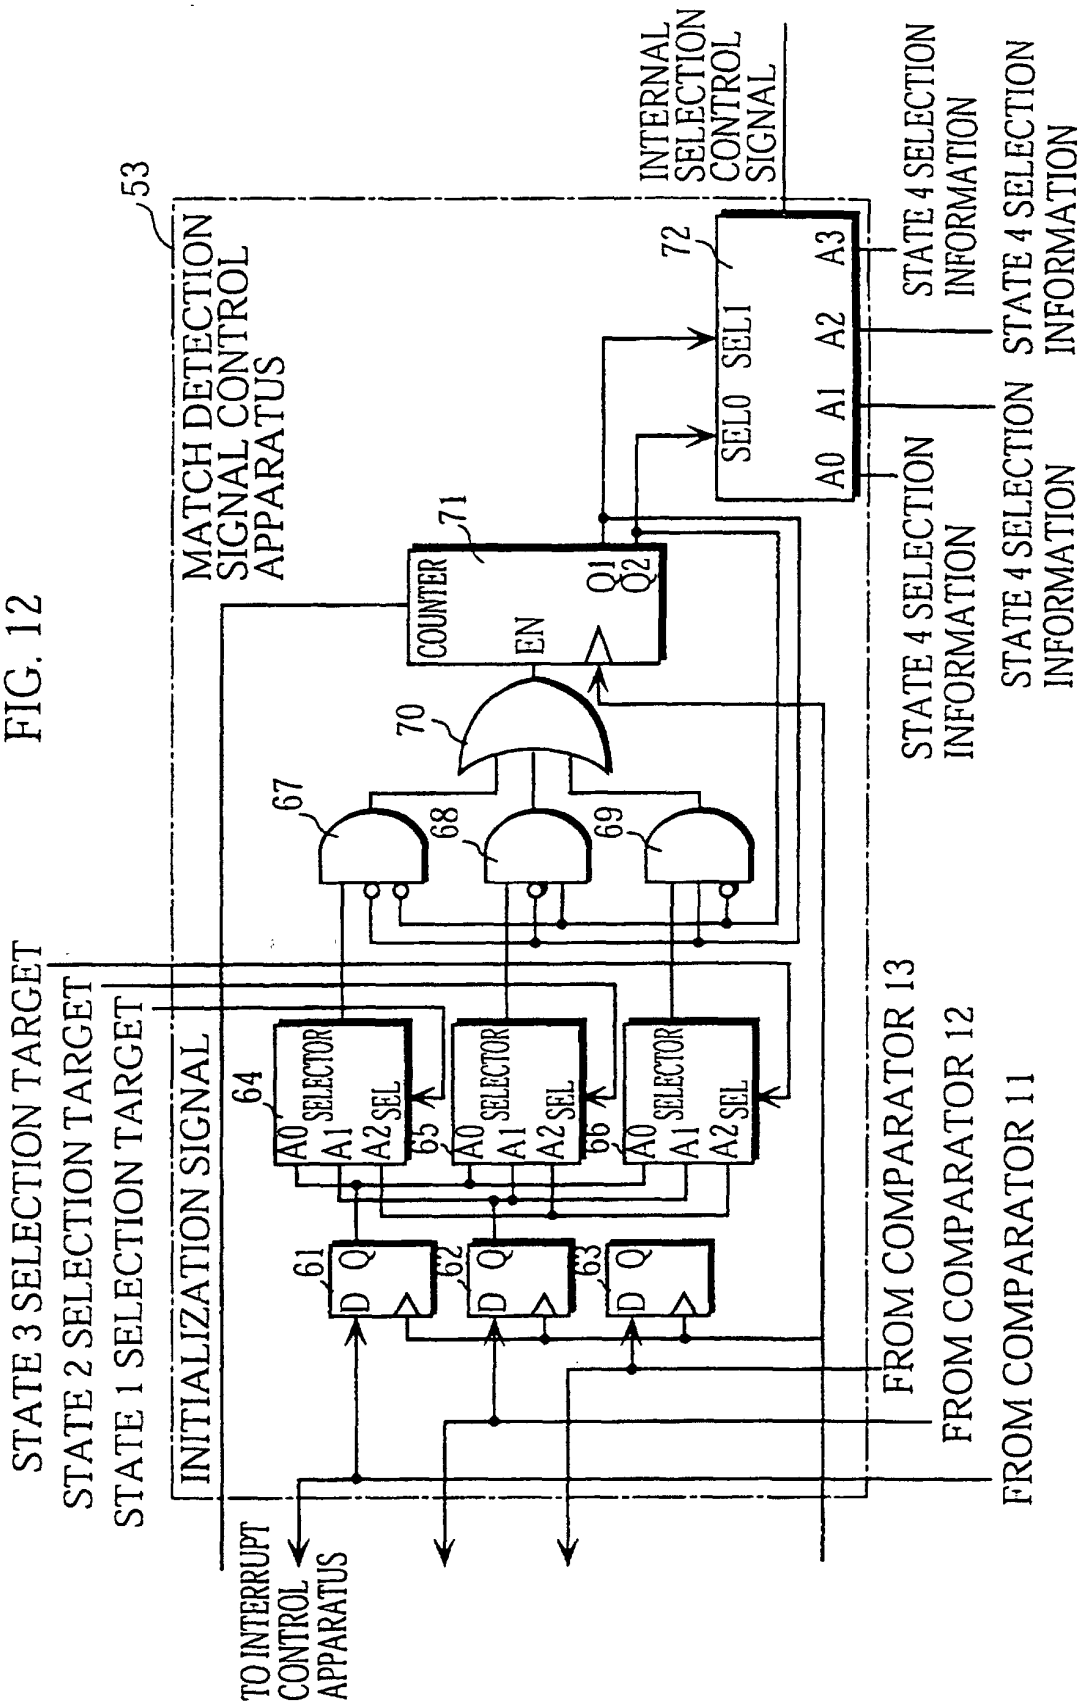 FIG. 12
STATE 3 SELECTION TARGET
STATE 2 SELECTION TARGET
STATE 1 SELECTION TARGET
INITIALIZATION SIGNAL
MATCH DETECTION
SIGNAL CONTROL
APPARATUS
53
TO INTERRUPT
CONTROL
APPARATUS
61
D
Q
62
D
Q
63
D
Q
64
SELECTOR
A0
A1
A2
SEL
65
SELECTOR
A0
A1
A2
SEL
66
SELECTOR
A0
A1
A2
SEL
67
68
69
70
71
COUNTER
EN
Q1
Q2
72
SEL0
SEL1
A0
A1
A2
A3
INTERNAL
SELECTION
CONTROL
SIGNAL
FROM COMPARATOR 13
FROM COMPARATOR 12
FROM COMPARATOR 11
STATE 4 SELECTION
INFORMATION
STATE 4 SELECTION
INFORMATION
STATE 4 SELECTION
INFORMATION
STATE 4 SELECTION
INFORMATION